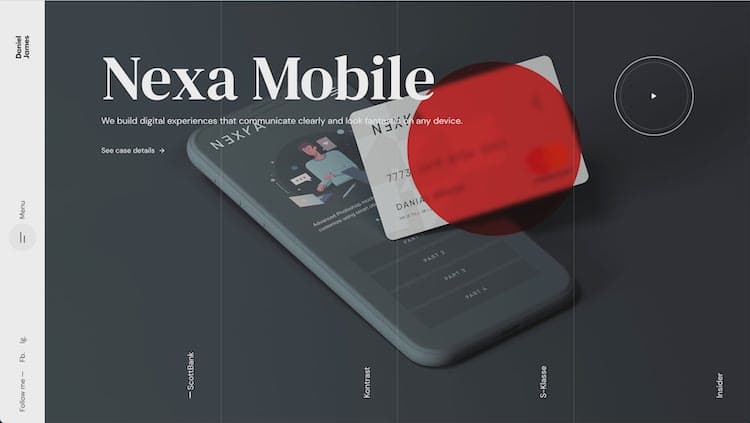 Daniel
James
Menu
Follow me —
Fb.
Ig.
Nexa Mobile
We build digital experiences that communicate clearly and look fantastic on any device.
See case details →
NEXYA
NEXY
7773
DANIA
PART 2
PART 3
PART 4
— ScottBank
Kontrast
S-Klasse
Insider